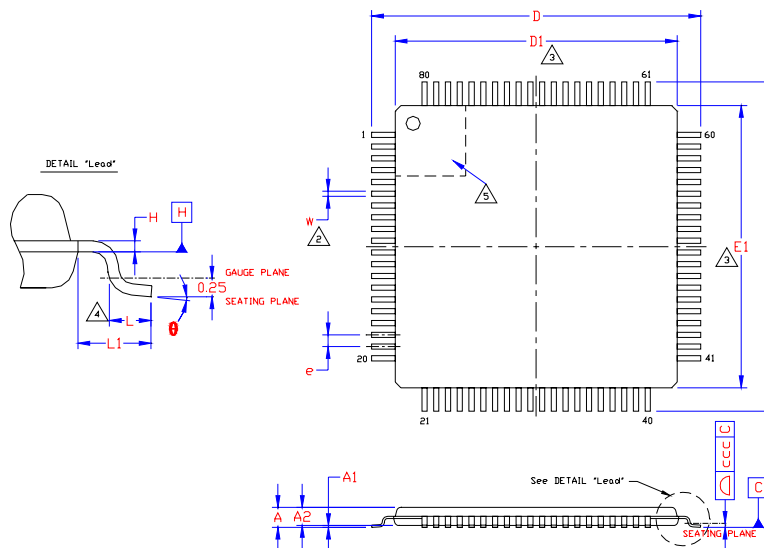 D
D1
3
80
61
1
60
DETAIL "Lead"
5
w
2
H
H
E1
3
GAUGE PLANE
0.25
SEATING PLANE
4
L
θ
L1
e
20
41
21
40
A1
See DETAIL "Lead"
C
A
A2
SEATING PLANE